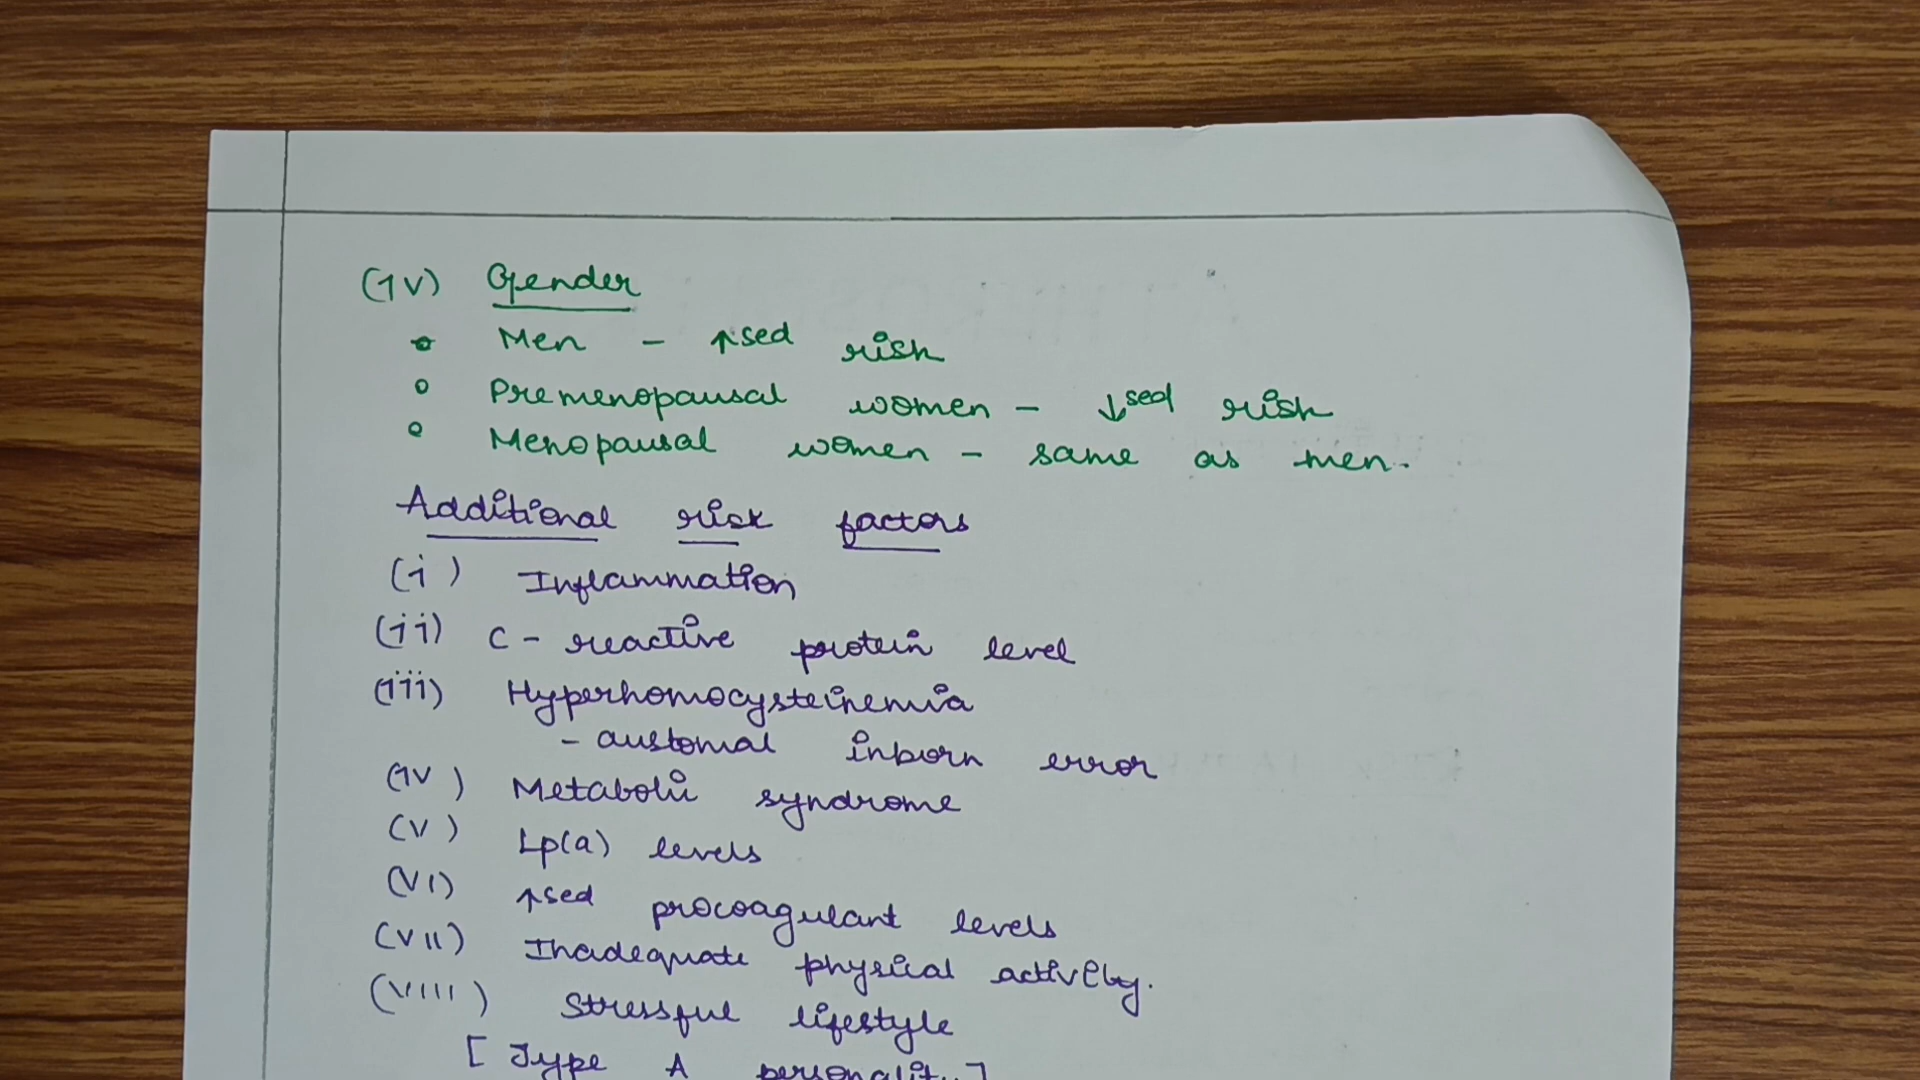 (iv) Gender
• Men - ↑sed risk
• Premenopausal women - ↓sed risk
• Menopausal women - same as men.
Additional risk factors
(i) Inflammation
(ii) C-reactive protein level
(iii) Hyperhomocysteinemia
- austomal inborn error
(iv) Metabolic syndrome
(v) Lp(a) levels
(vi) ↑sed procoagulant levels
(vii) Inadequate physical activity.
(viii) Stressful lifestyle
[Type A personality]